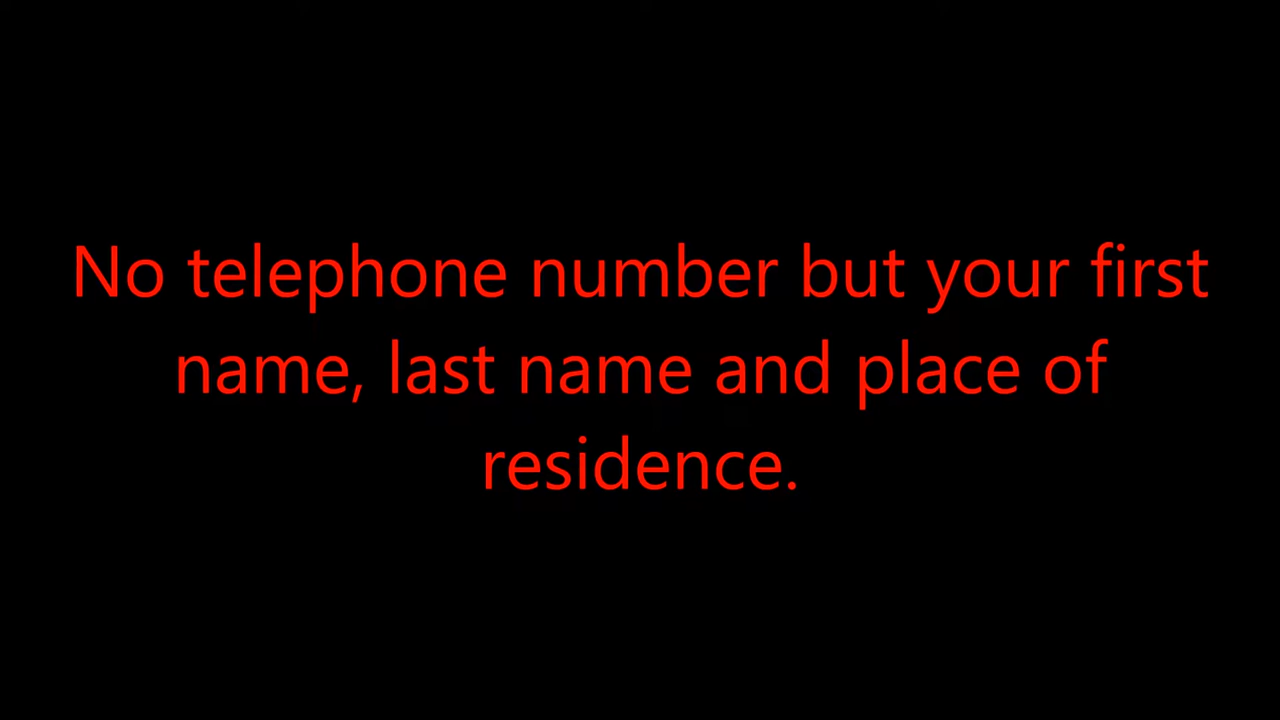 No telephone number but your first
name, last name and place of
residence.